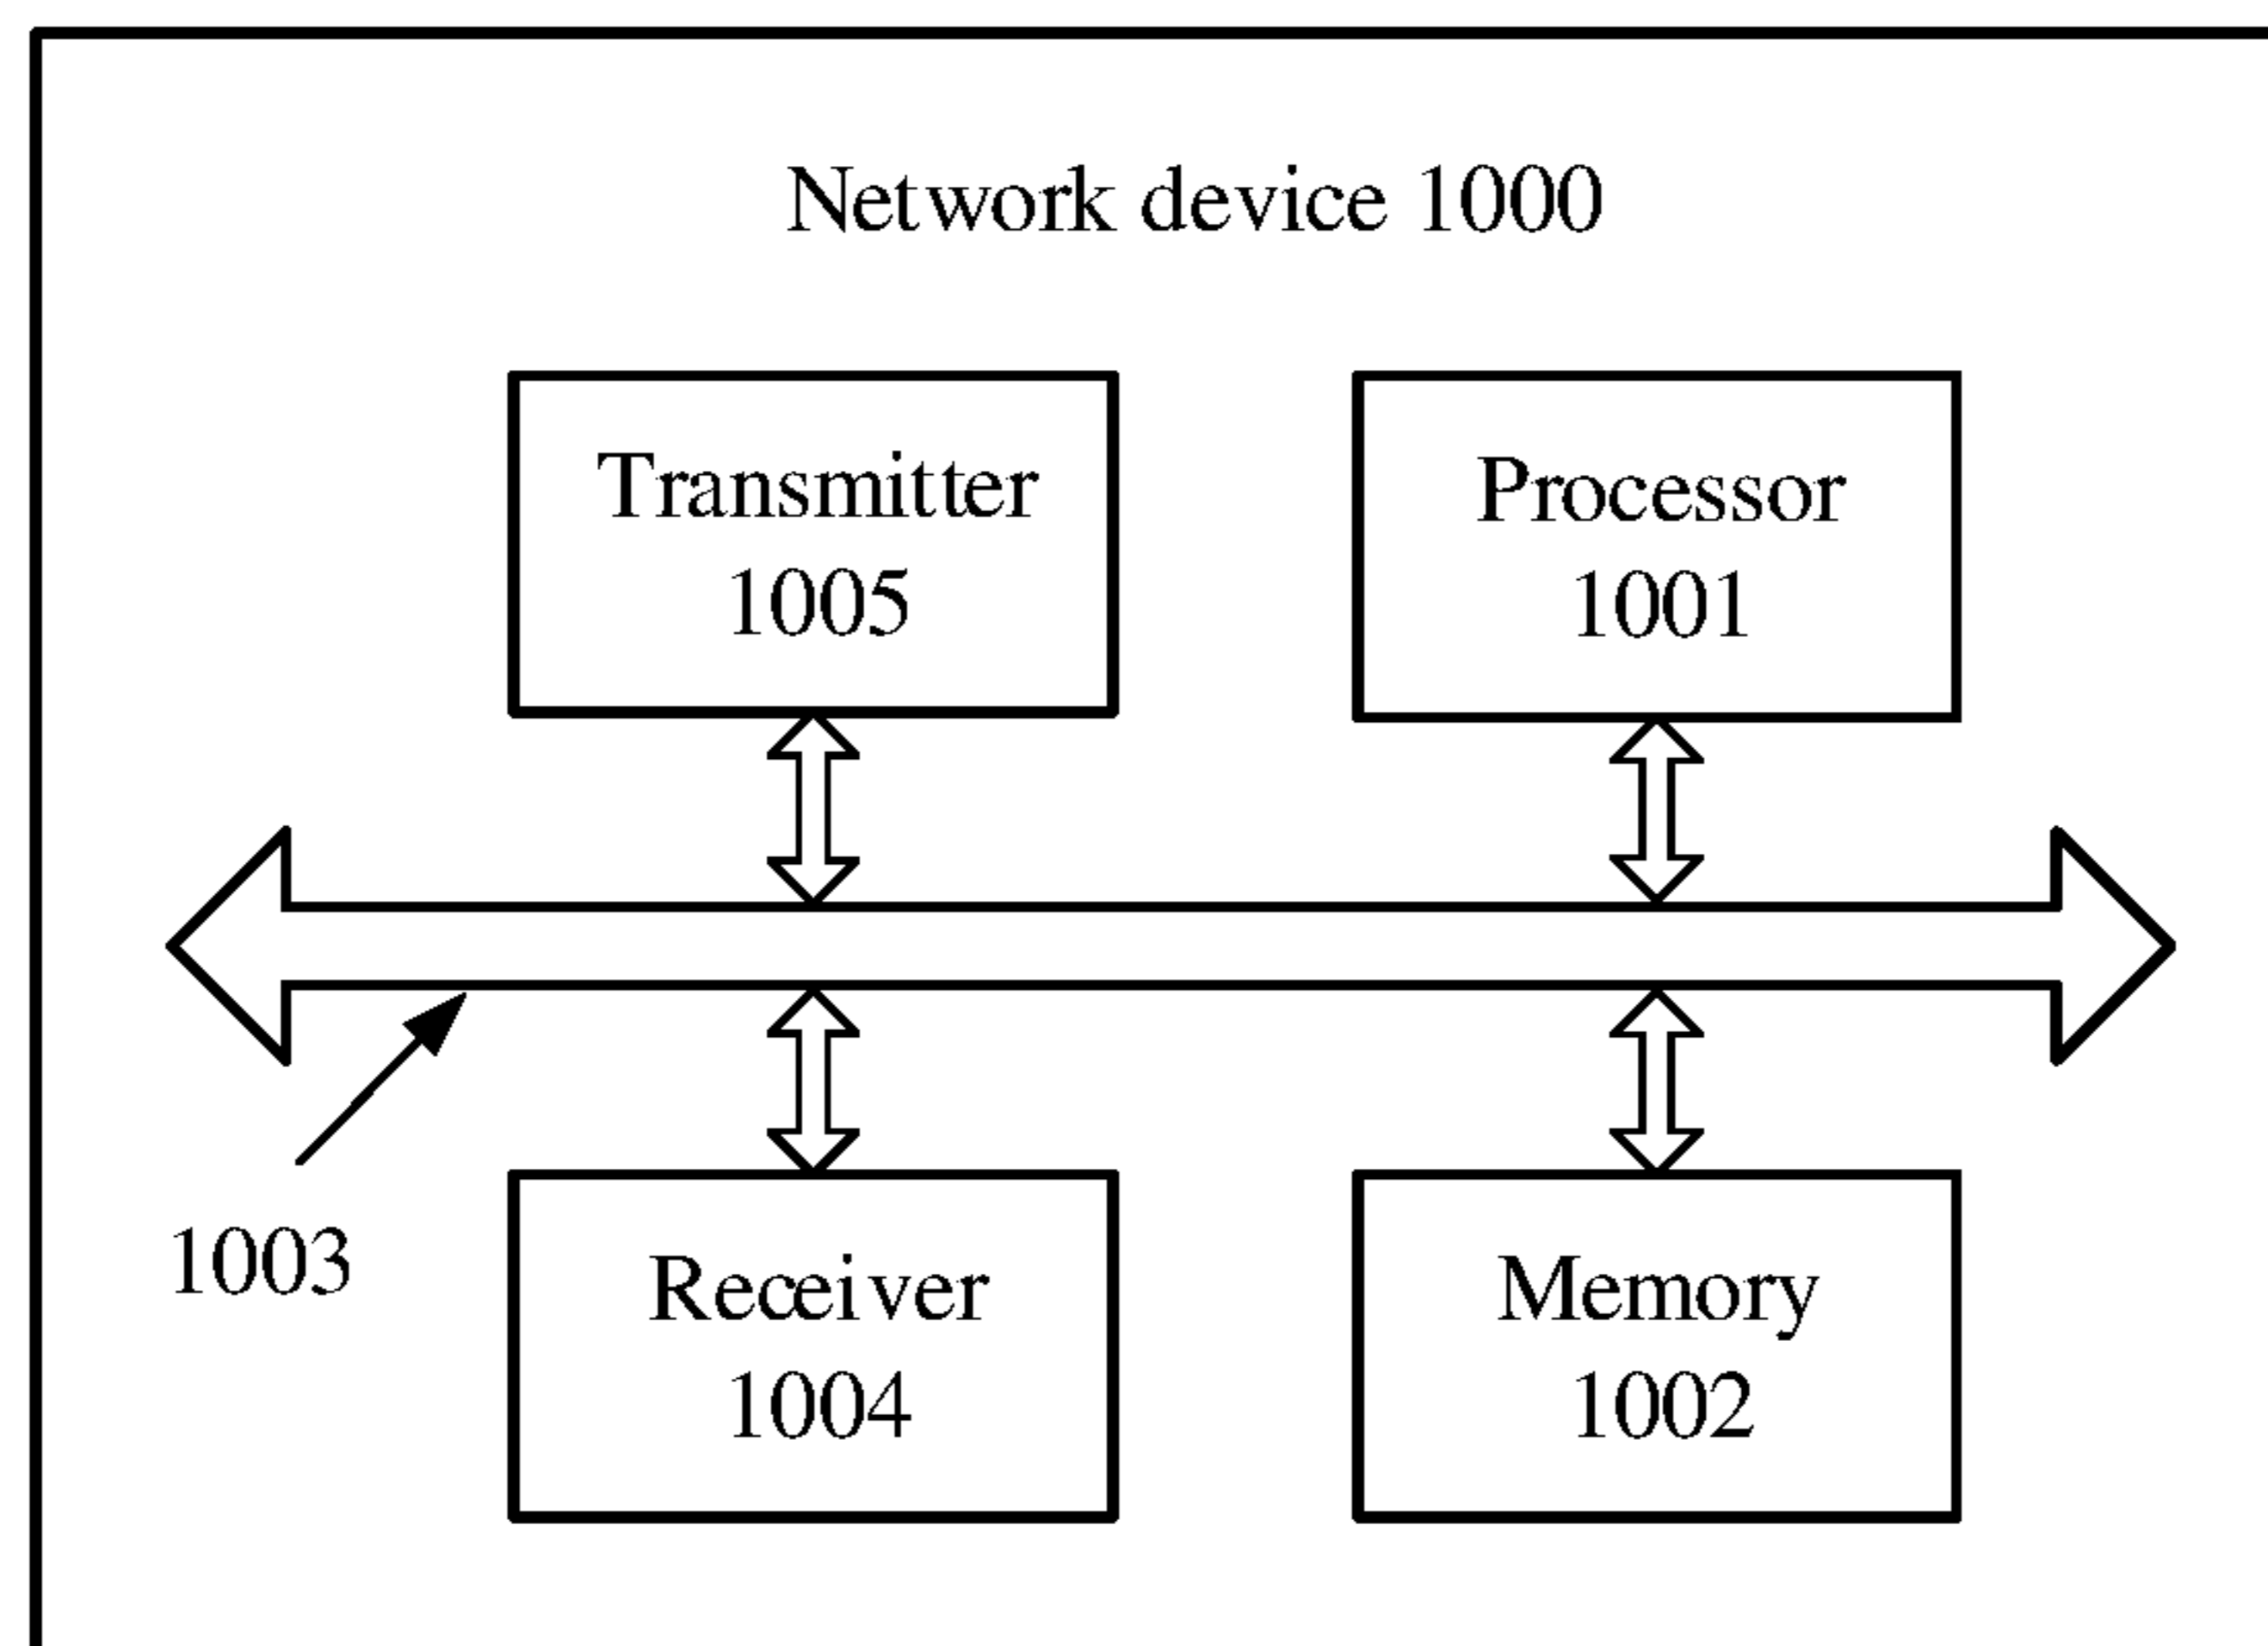 Network device 1000
Transmitter
1005
Processor
1001
1003
Receiver
1004
Memory
1002